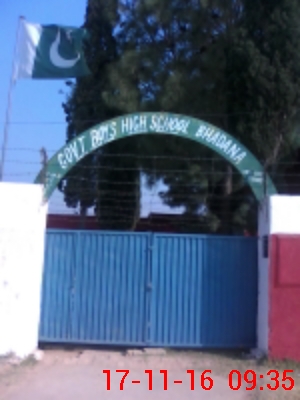 GOVT BOYS HIGH SCHOOL BHADANA
17-11-16 09:35